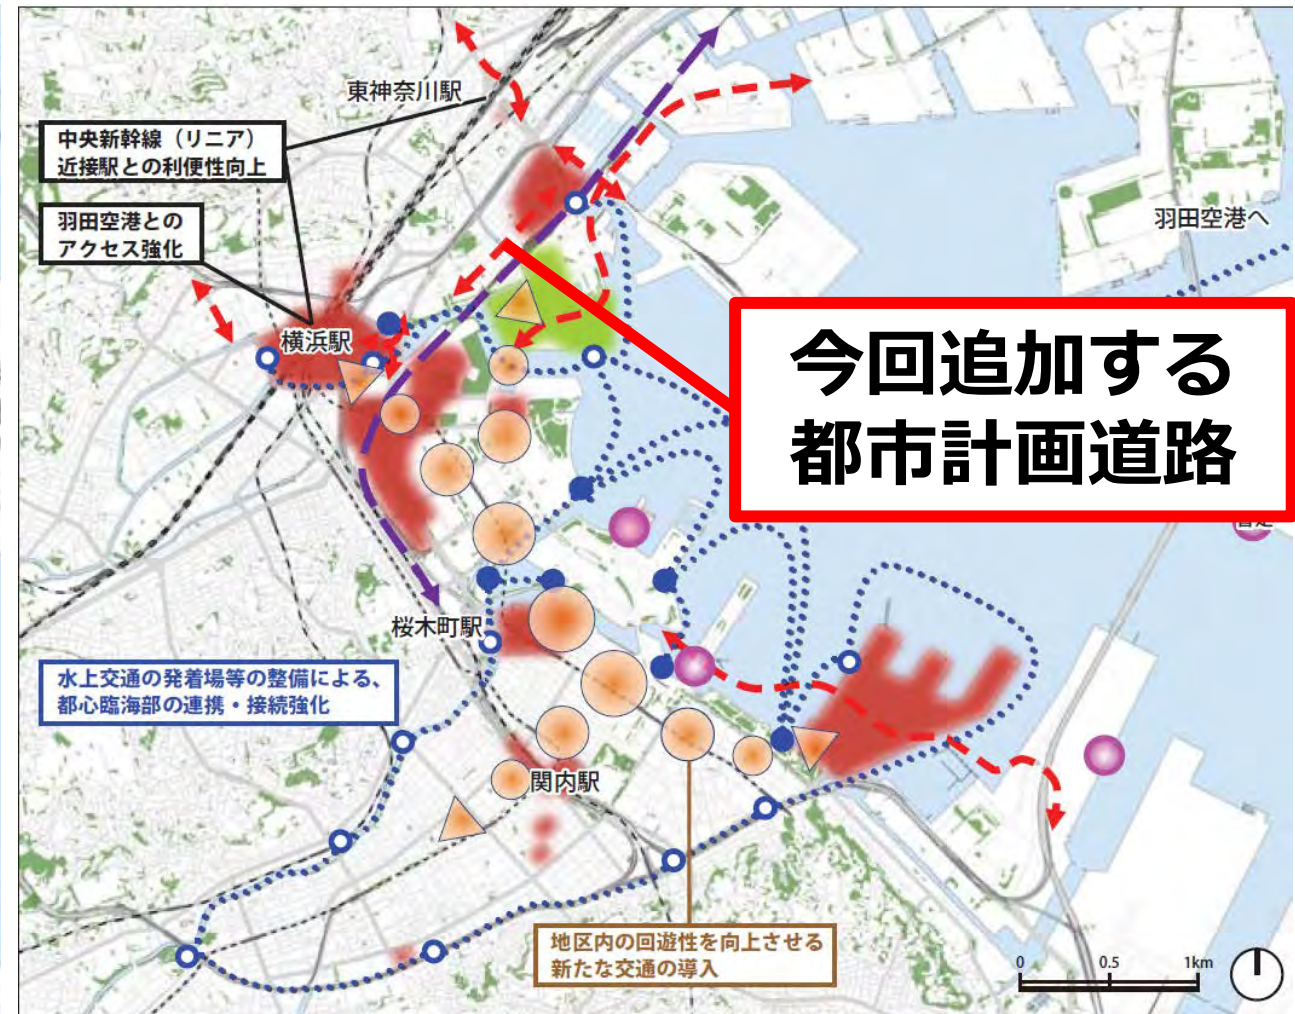 東神奈川駅
中央新幹線（リニア）
近接駅との利便性向上
羽田空港との
アクセス強化
羽田空港へ
横浜駅
今回追加する
都市計画道路
桜木町駅
水上交通の発着場等の整備による、
都心臨海部の連携・接続強化
関内駅
地区内の回遊性を向上させる
新たな交通の導入
0 0.5 1km